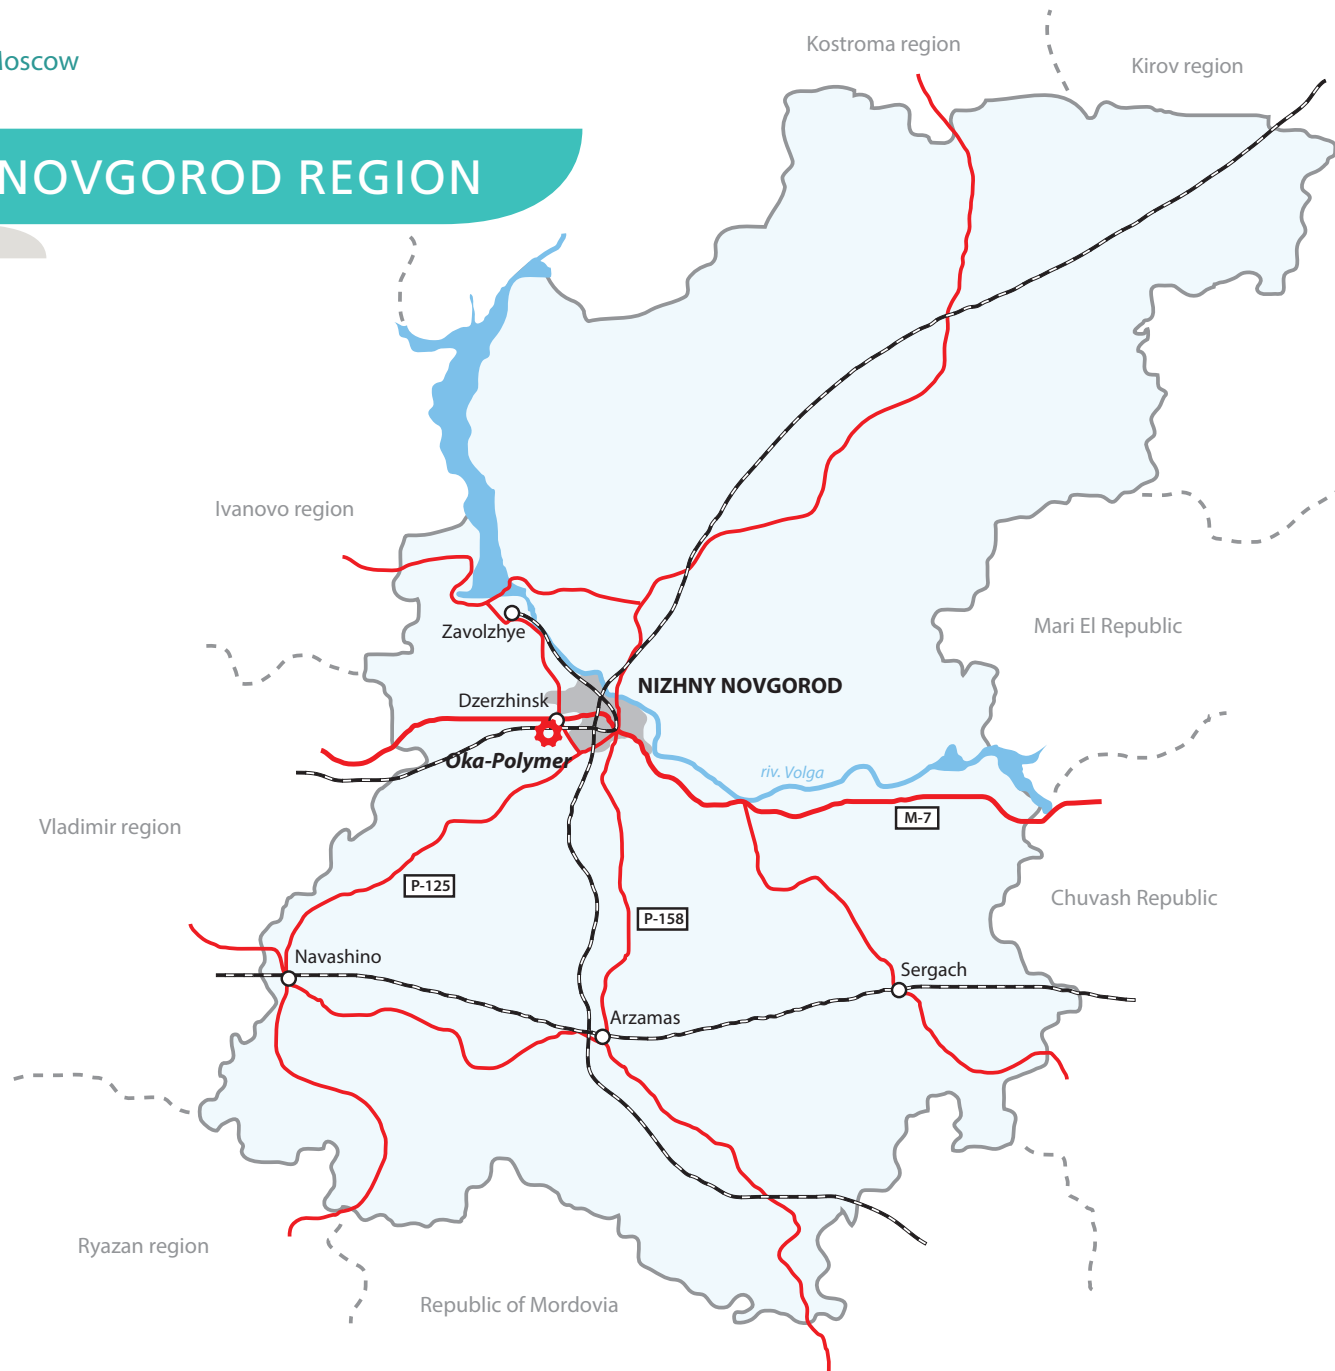 Kostroma region
Moscow
Kirov region
NOVGOROD REGION
Ivanovo region
Zavolzhye
Mari El Republic
NIZHNY NOVGOROD
Dzerzhinsk
Oka-Polymer
riv. Volga
M-7
Vladimir region
P-125
Chuvash Republic
P-158
Navashino
Sergach
Arzamas
Ryazan region
Republic of Mordovia